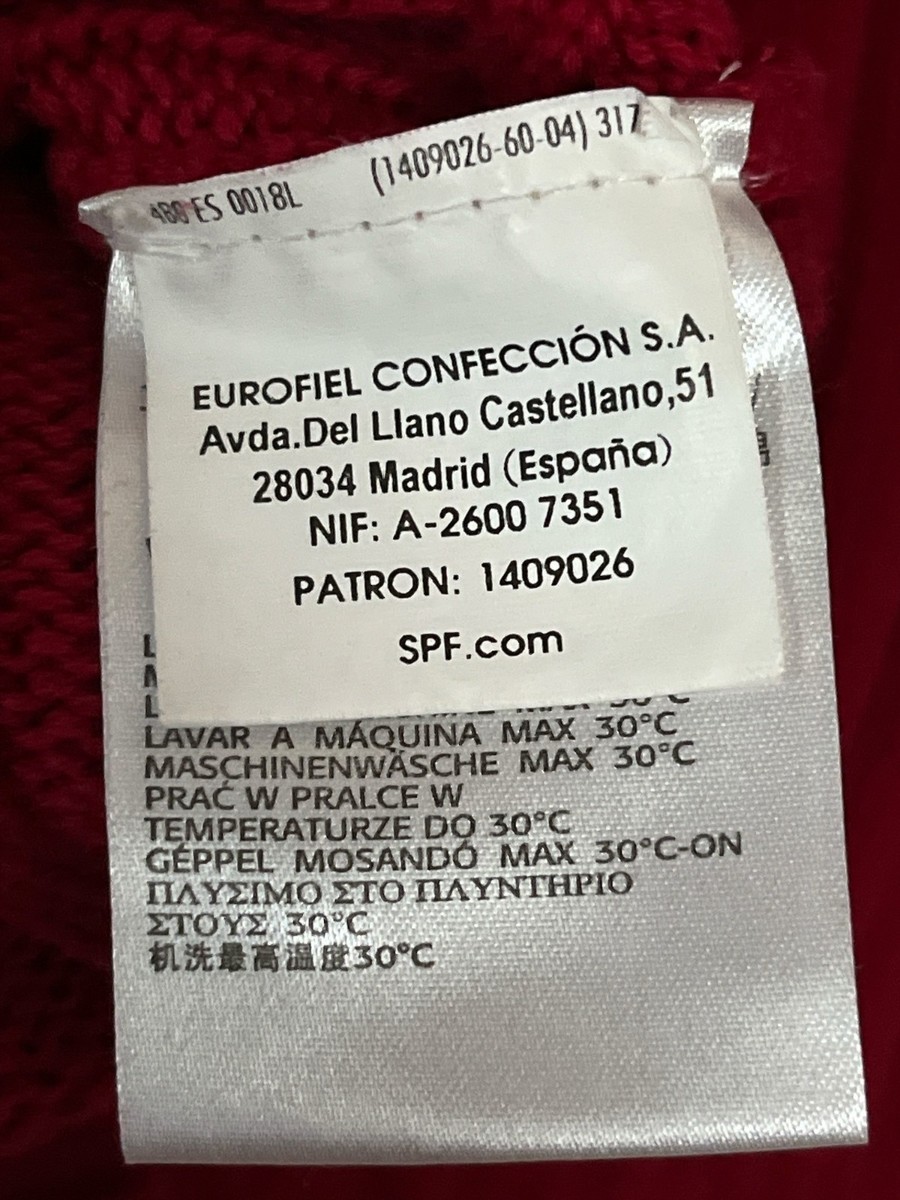 ES 0018L (1409026-60-04) 317
EUROFIEL CONFECCIÓN S.A.
Avda.Del Llano Castellano,51
28034 Madrid (España)
NIF: A-2600 7351
PATRON: 1409026
SPF.com
LAVAR A MÁQUINA MAX 30°C
MASCHINENWÄSCHE MAX 30°C
PRAĆ W PRALCE W
TEMPERATURZE DO 30°C
GÉPPEL MOSANDÓ MAX 30°C-ON
ΠΛΥΣΙΜΟ ΣΤΟ ΠΛΥΝΤΗΡΙΟ
ΣΤΟΥΣ 30°C
机洗最高温度30°C